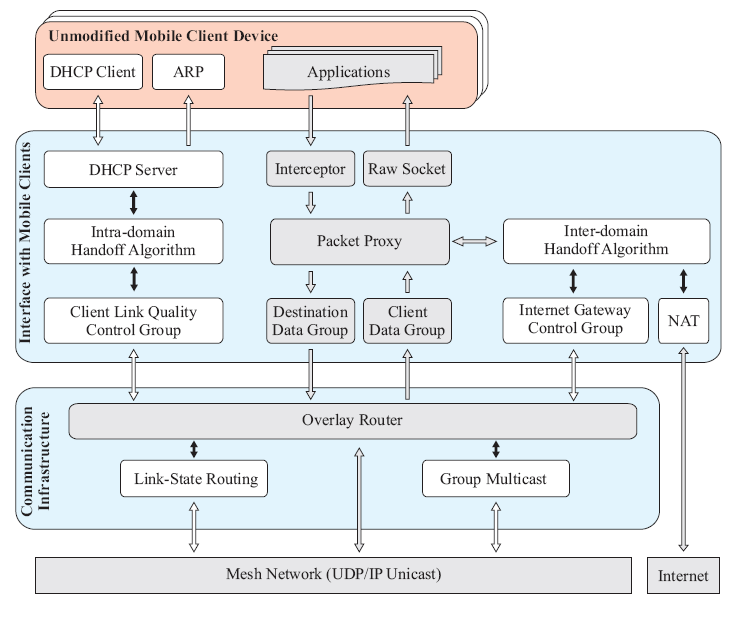 Unmodified Mobile Client Device
DHCP Client
ARP
Applications
Interface with Mobile Clients
DHCP Server
Interceptor
Raw Socket
Intra-domain
Handoff Algorithm
Packet Proxy
Inter-domain
Handoff Algorithm
Client Link Quality
Control Group
Destination
Data Group
Client
Data Group
Internet Gateway
Control Group
NAT
Communication
Infrastructure
Overlay Router
Link-State Routing
Group Multicast
Mesh Network (UDP/IP Unicast)
Internet